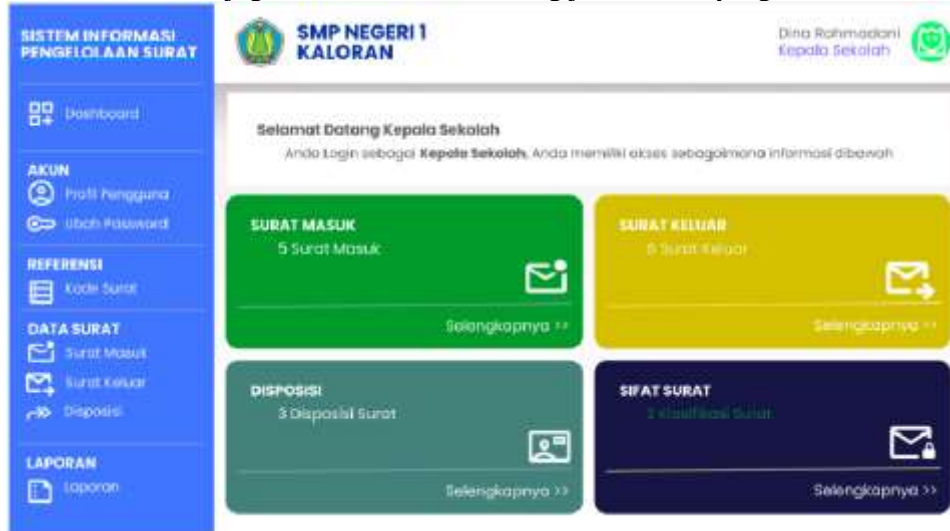 SISTEM INFORMASI
PENGELOLAAN SURAT
Dashboard
AKUN
Profil Pengguna
Ubah Password
REFERENSI
Kode Surat
DATA SURAT
Surat Masuk
Surat Keluar
Disposisi
LAPORAN
Laporan
SMP NEGERI 1
KALORAN
Dina Rahmadani
Kepala Sekolah
Selamat Datang Kepala Sekolah
Anda Login sebagai Kepala Sekolah, Anda memiliki akses sebagaimana informasi dibawah
SURAT MASUK
5 Surat Masuk
Selengkapnya >>
SURAT KELUAR
Surat Keluar
Selengkapnya >>
DISPOSISI
3 Disposisi Surat
Selengkapnya >>
SIFAT SURAT
Klasifikasi Surat
Selengkapnya >>